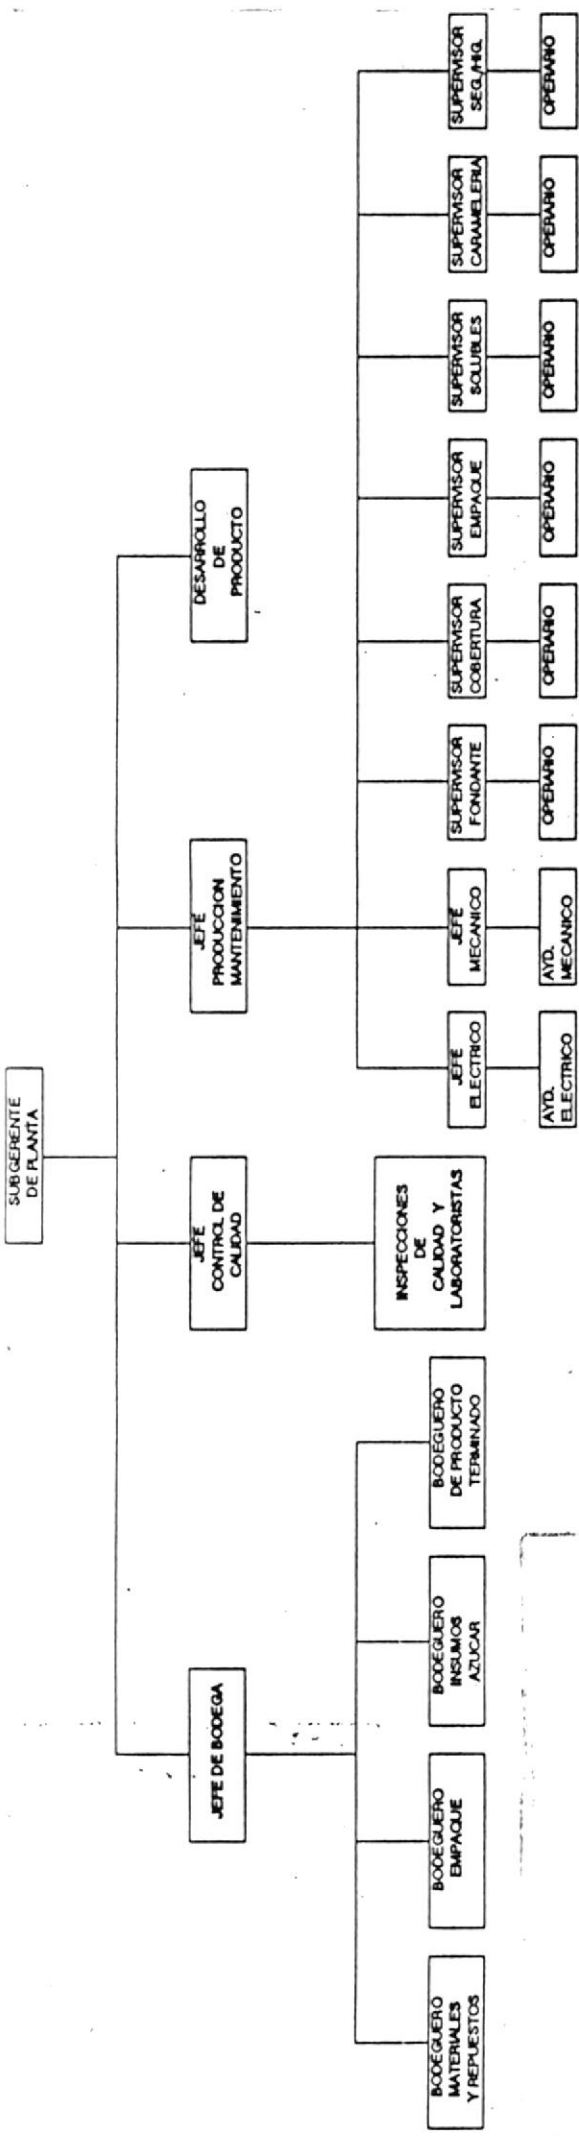 SUBGERENTE
DE PLANTA
JEFE DE BODEGA
JEFE
CONTROL DE
CALIDAD
JEFE
PRODUCCION
MANTENIMIENTO
DESARROLLO
DE
PRODUCTO
BODEGUERO
MATERIALES
Y REPUESTOS
BODEGUERO
EMPAQUE
BODEGUERO
INSUMOS
AZUCAR
BODEGUERO
DE PRODUCTO
TERMINADO
INSPECCIONES
DE
CALIDAD Y
LABORATORISTAS
JEFE
ELECTRICO
JEFE
MECANICO
SUPERVISOR
FONDANTE
SUPERVISOR
COBERTURA
SUPERVISOR
EMPAQUE
SUPERVISOR
SOLUBLES
SUPERVISOR
CARAMELERIA
SUPERVISOR
SEG./HIG.
AYD.
ELECTRICO
AYD.
MECANICO
OPERARIO
OPERARIO
OPERARIO
OPERARIO
OPERARIO
OPERARIO